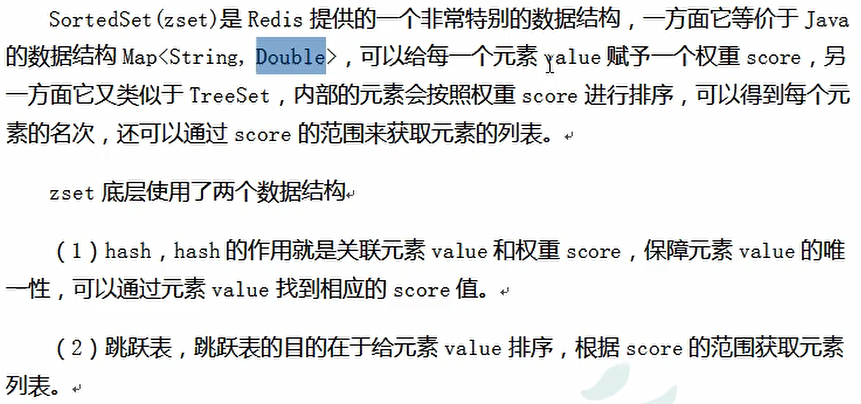 SortedSet(zset)是 Redis 提供的一个非常特别的数据结构，一方面它等价于 Java
的数据结构 Map<String, Double>，可以给每一个元素 value 赋予一个权重 score，另
一方面它又类似于 TreeSet，内部的元素会按照权重 score 进行排序，可以得到每个元
素的名次，还可以通过 score 的范围来获取元素的列表。
zset 底层使用了两个数据结构
（1）hash，hash 的作用就是关联元素 value 和权重 score，保障元素 value 的唯
一性，可以通过元素 value 找到相应的 score 值。
（2）跳跃表，跳跃表的目的在于给元素 value 排序，根据 score 的范围获取元素
列表。